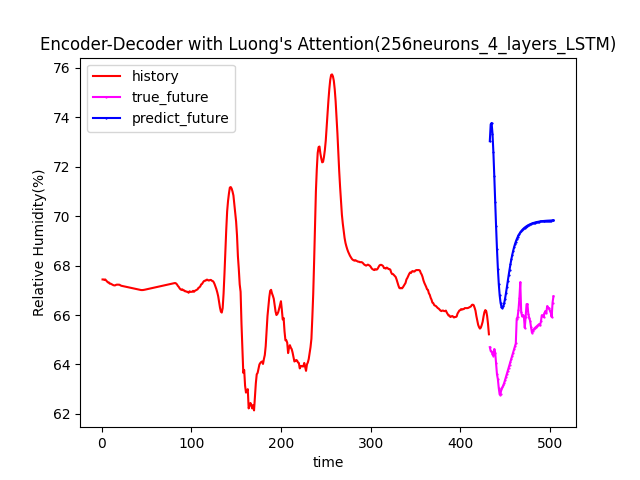 Encoder-Decoder with Luong's Attention(256neurons_4_layers_LSTM)
history
true_future
predict_future
Relative Humidity(%)
76
74
72
70
68
66
64
62
0 100 200 300 400 500
time